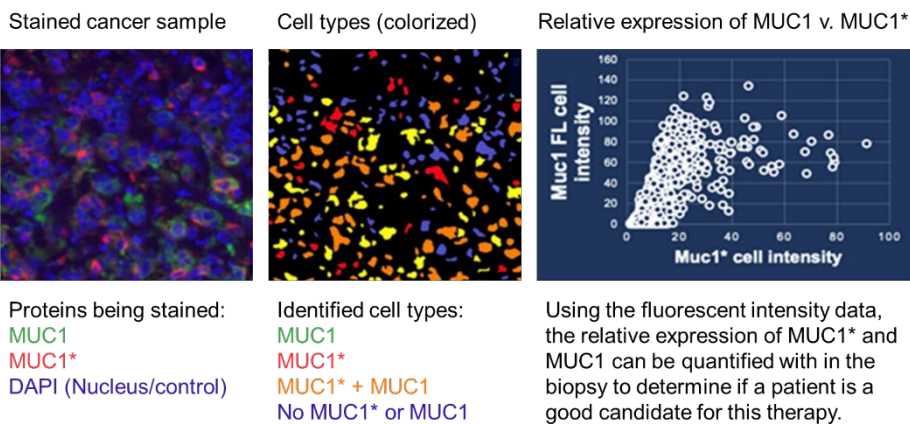 Stained cancer sample
Cell types (colorized)
Relative expression of MUC1 v. MUC1*
160
140
120
100
80
60
40
20
0
Muc1 FL cell
intensity
0 20 40 60 80 100
Muc1* cell intensity
Proteins being stained:
MUC1
MUC1*
DAPI (Nucleus/control)
Identified cell types:
MUC1
MUC1*
MUC1* + MUC1
No MUC1* or MUC1
Using the fluorescent intensity data,
the relative expression of MUC1* and
MUC1 can be quantified with in the
biopsy to determine if a patient is a
good candidate for this therapy.